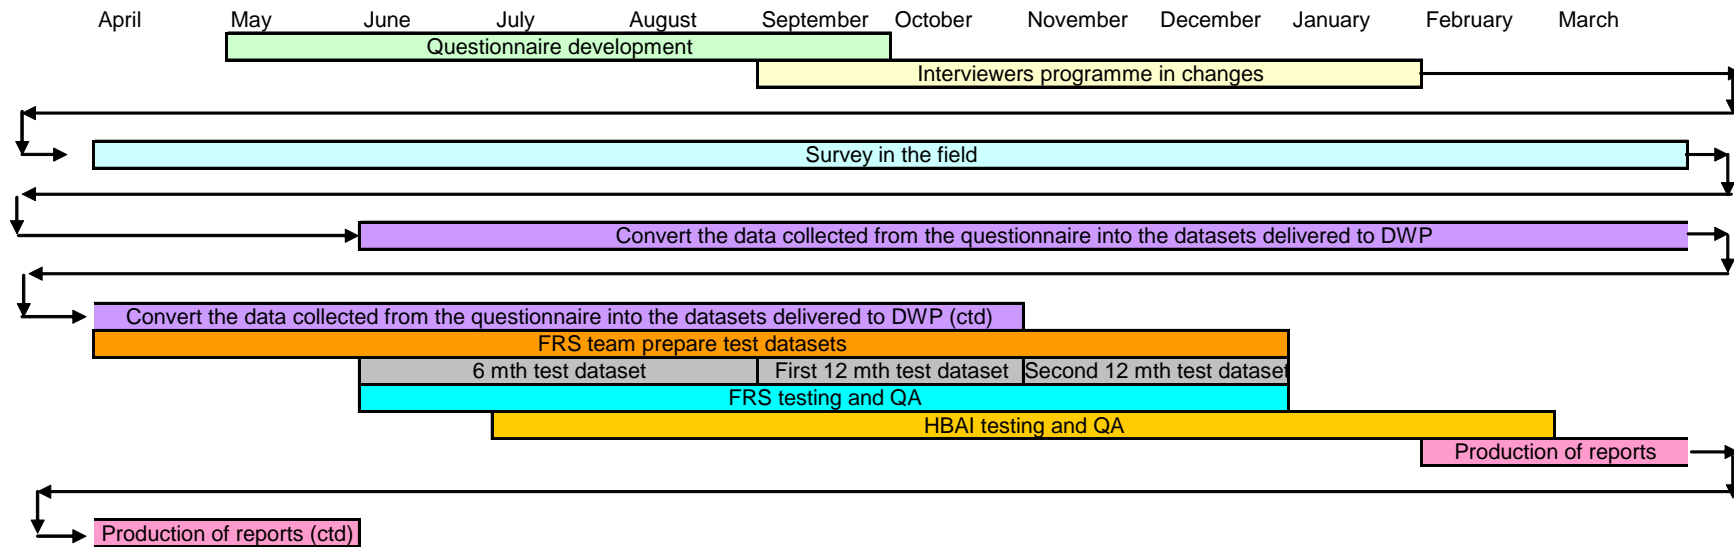 April May June July August September October November December January February March
Questionnaire development
Interviewers programme in changes
Survey in the field
Convert the data collected from the questionnaire into the datasets delivered to DWP
Convert the data collected from the questionnaire into the datasets delivered to DWP (ctd)
FRS team prepare test datasets
6 mth test dataset First 12 mth test dataset Second 12 mth test dataset
FRS testing and QA
HBAI testing and QA
Production of reports
Production of reports (ctd)